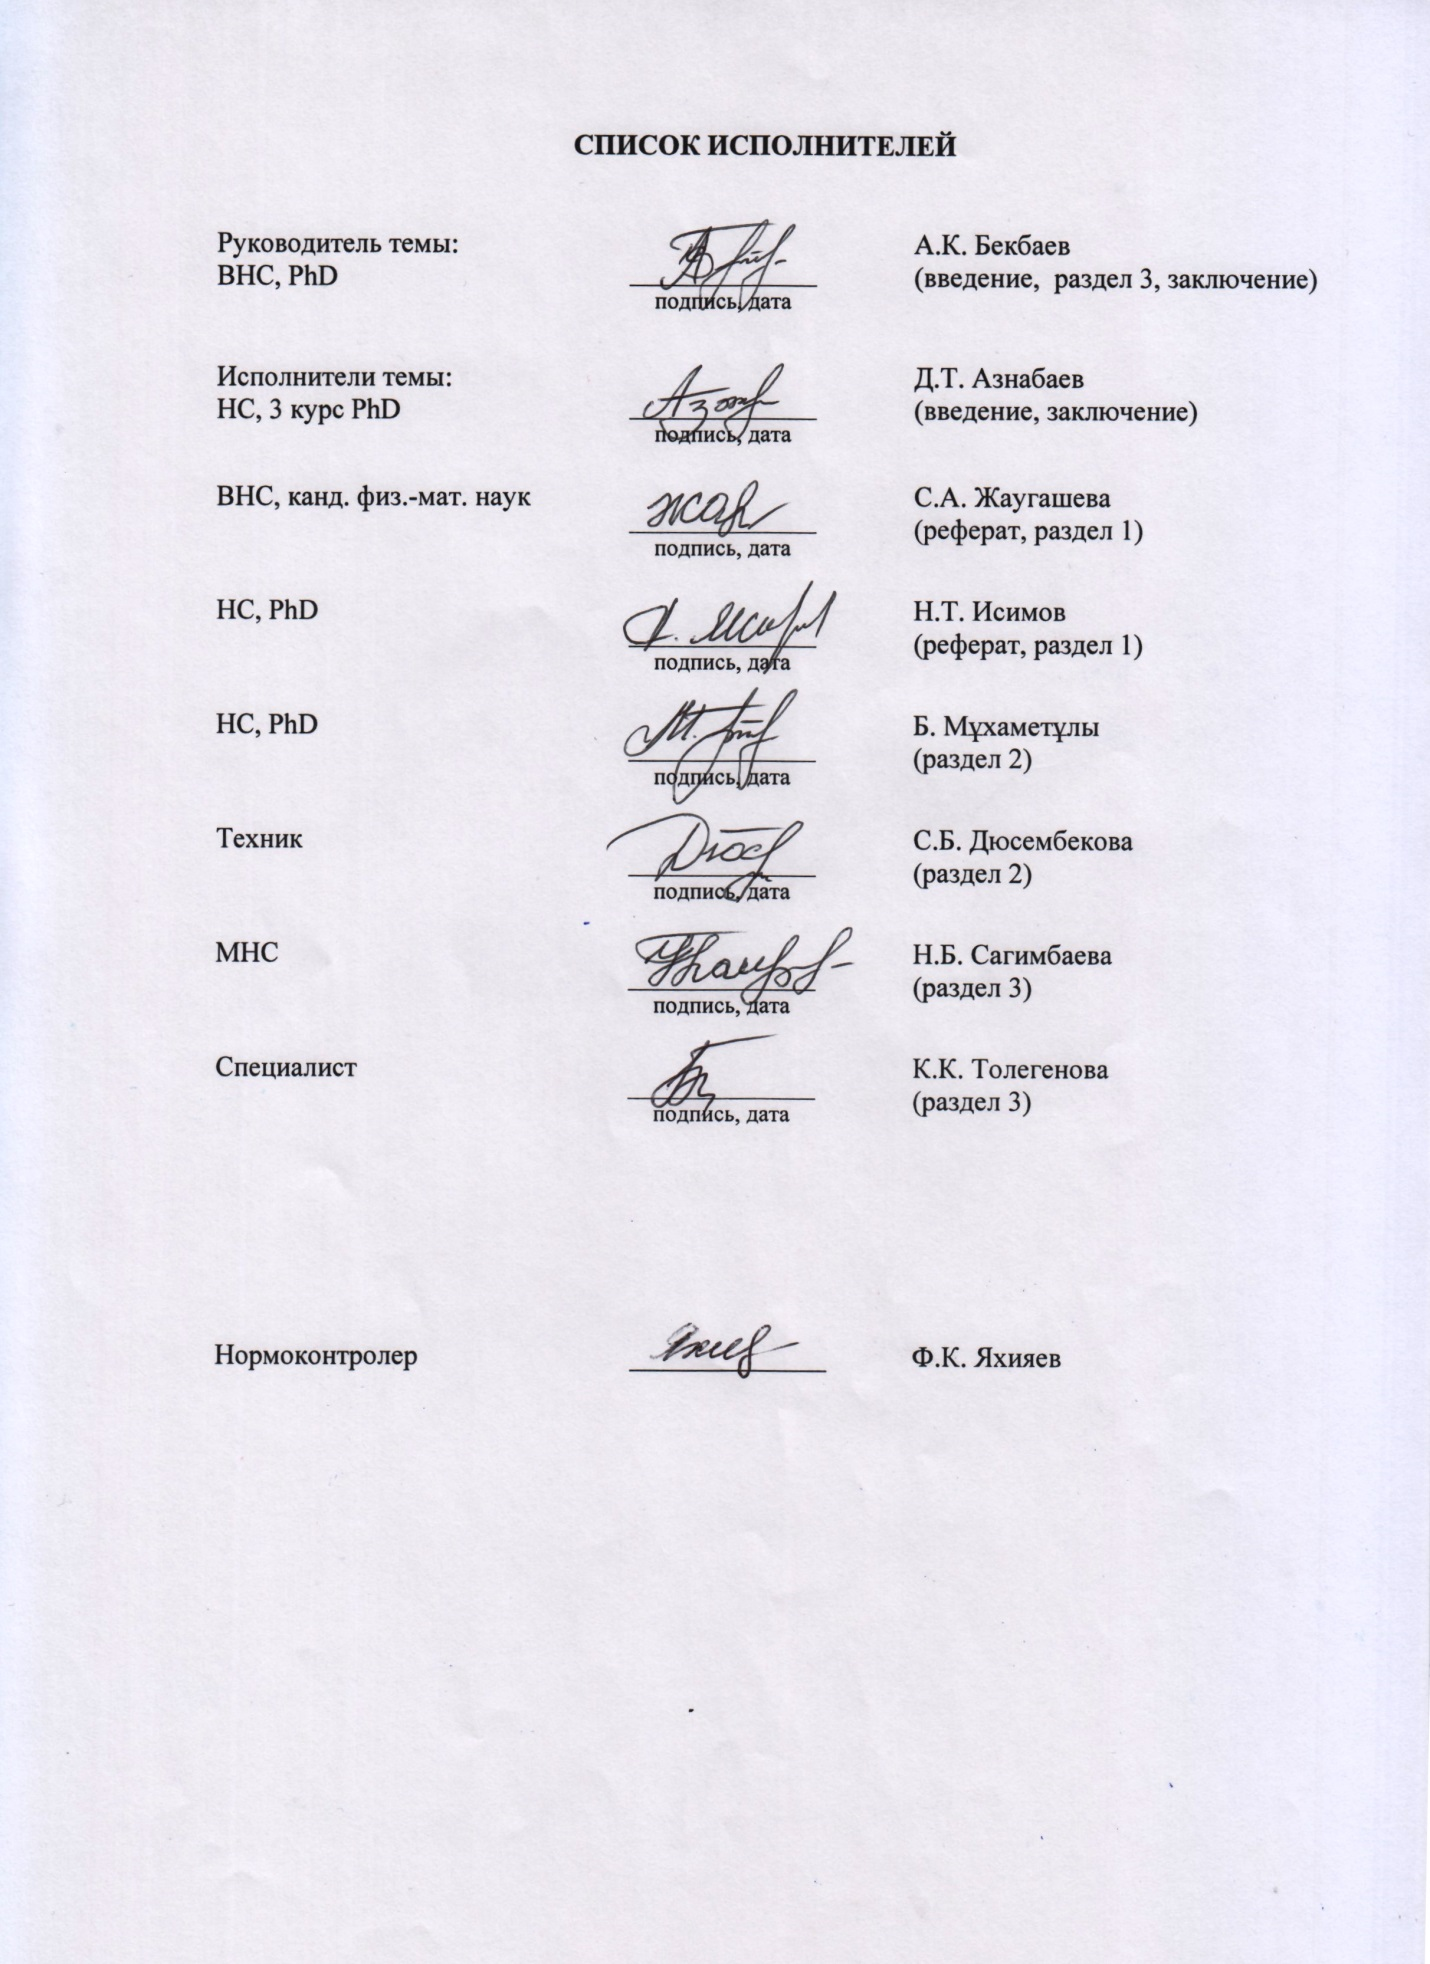 СПИСОК ИСПОЛНИТЕЛЕЙ
Руководитель темы:
ВНС, PhD
подпись, дата
А.К. Бекбаев
(введение, раздел 3, заключение)
Исполнители темы:
НС, 3 курс PhD
подпись, дата
Д.Т. Азнабаев
(введение, заключение)
ВНС, канд. физ.-мат. наук
подпись, дата
С.А. Жаугашева
(реферат, раздел 1)
НС, PhD
подпись, дата
Н.Т. Исимов
(реферат, раздел 1)
НС, PhD
подпись, дата
Б. Мұхаметұлы
(раздел 2)
Техник
подпись, дата
С.Б. Дюсембекова
(раздел 2)
МНС
подпись, дата
Н.Б. Сагимбаева
(раздел 3)
Специалист
подпись, дата
К.К. Толегенова
(раздел 3)
Нормоконтролер
Ф.К. Яхияев